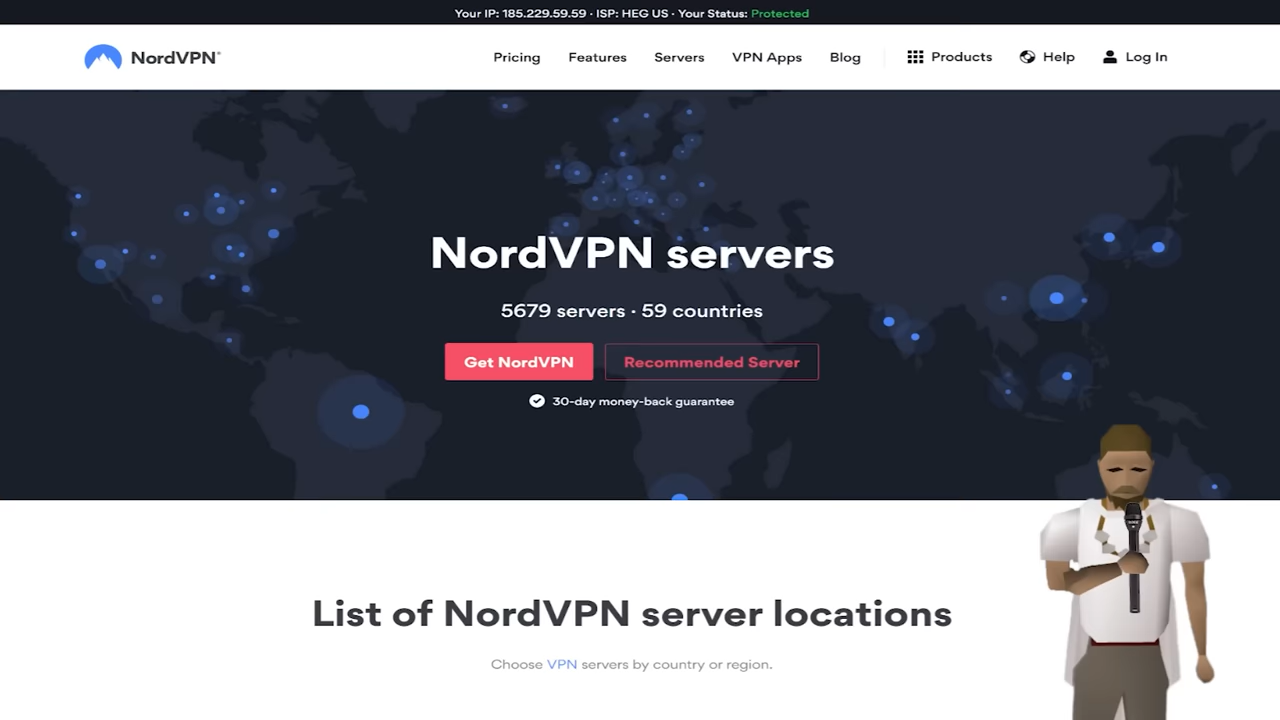 Your IP: 185.229.59.59 · ISP: HEG US · Your Status: Protected
NordVPN®
Pricing Features Servers VPN Apps Blog Products Help Log In
NordVPN servers
5679 servers · 59 countries
Get NordVPN Recommended Server
30-day money-back guarantee
List of NordVPN server locations
Choose VPN servers by country or region.